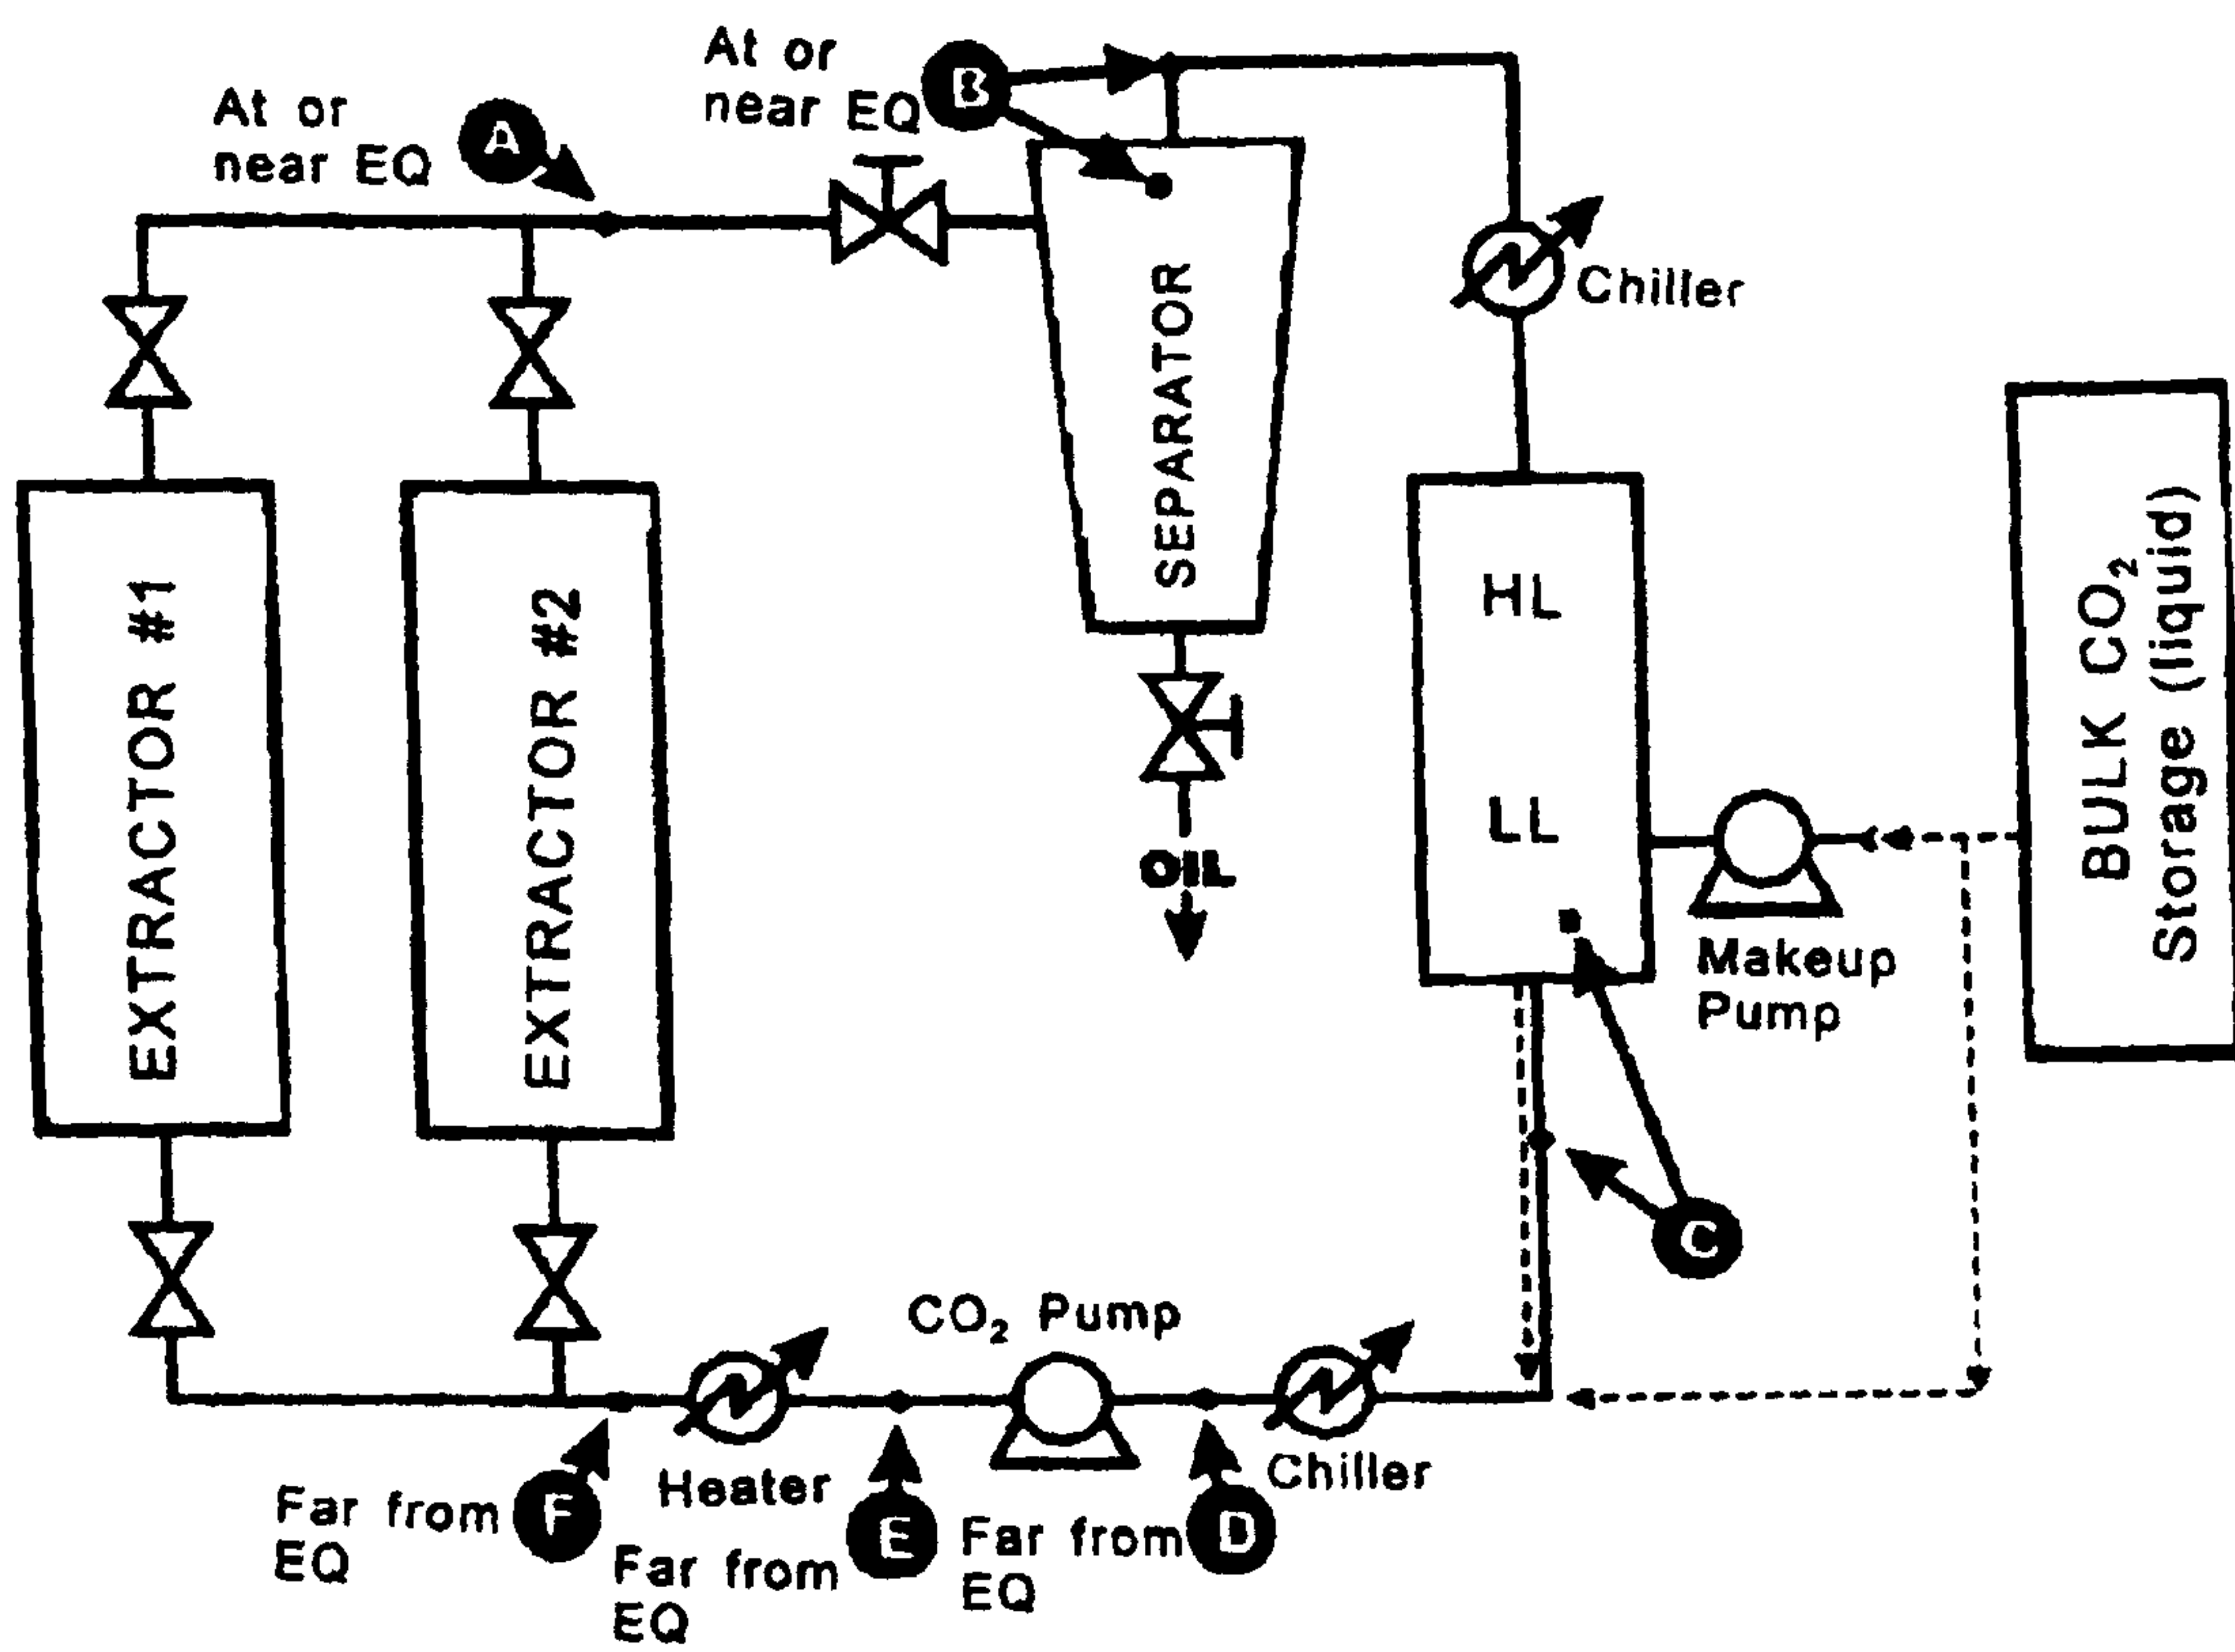 At or
near EQ
A
At or
near EQ
B
Chiller
EXTRACTOR #1
EXTRACTOR #2
SEPARATOR
OIL
HL
LL
Makeup
Pump
BULK CO₂
Storage (liquid)
C
CO₂ Pump
Heater
Chiller
Far from
EQ
F
Far from
EQ
E
Far from
EQ
D